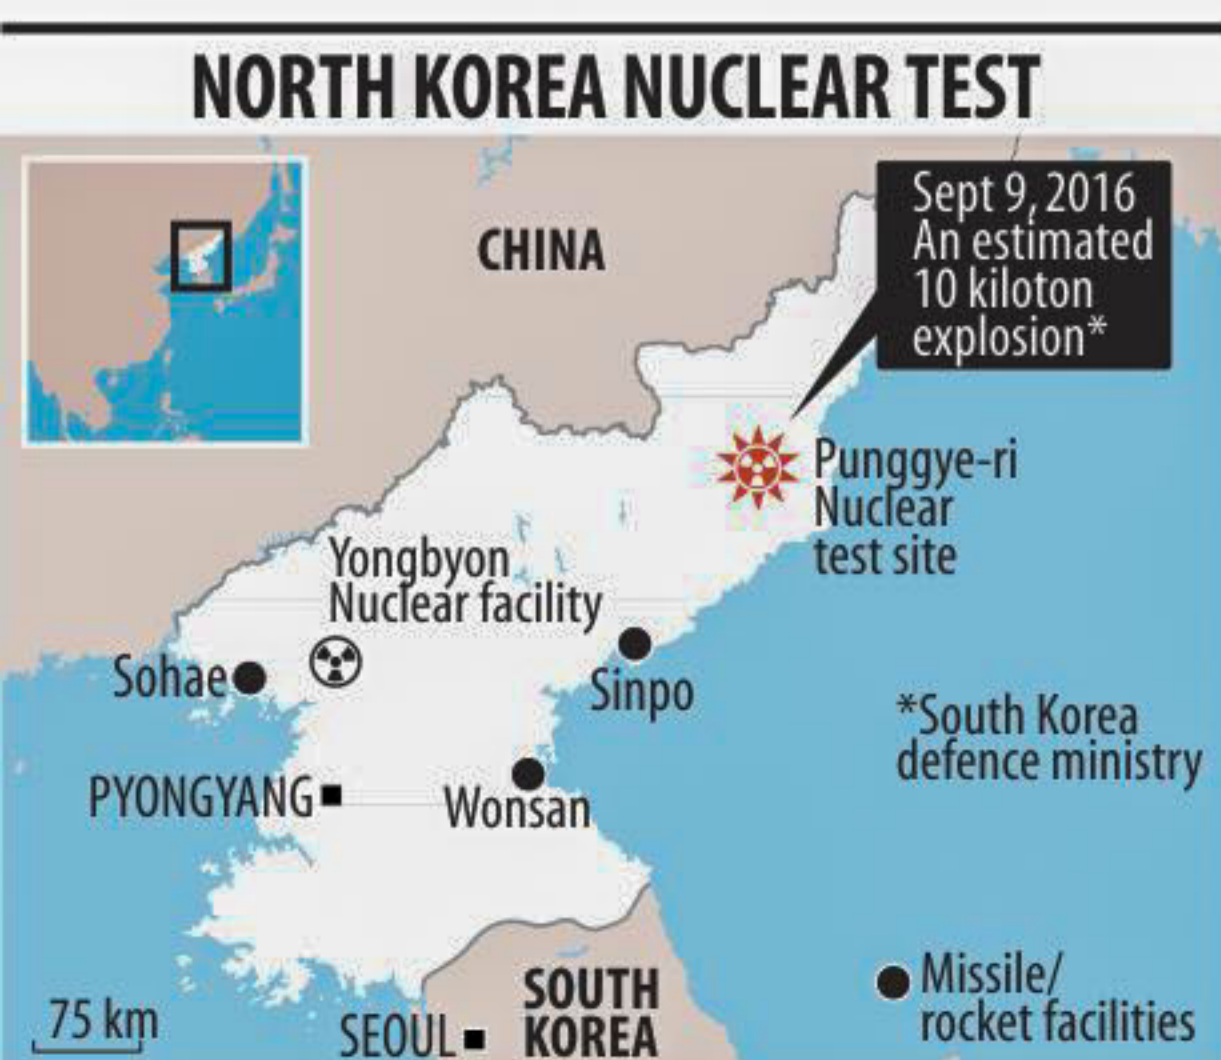 NORTH KOREA NUCLEAR TEST
Sept 9, 2016
An estimated
10 kiloton
explosion*
CHINA
Punggye-ri
Nuclear
test site
Yongbyon
Nuclear facility
Sohae
Sinpo
*South Korea
defence ministry
PYONGYANG
Wonsan
Missile/
rocket facilities
SOUTH
KOREA
75 km
SEOUL